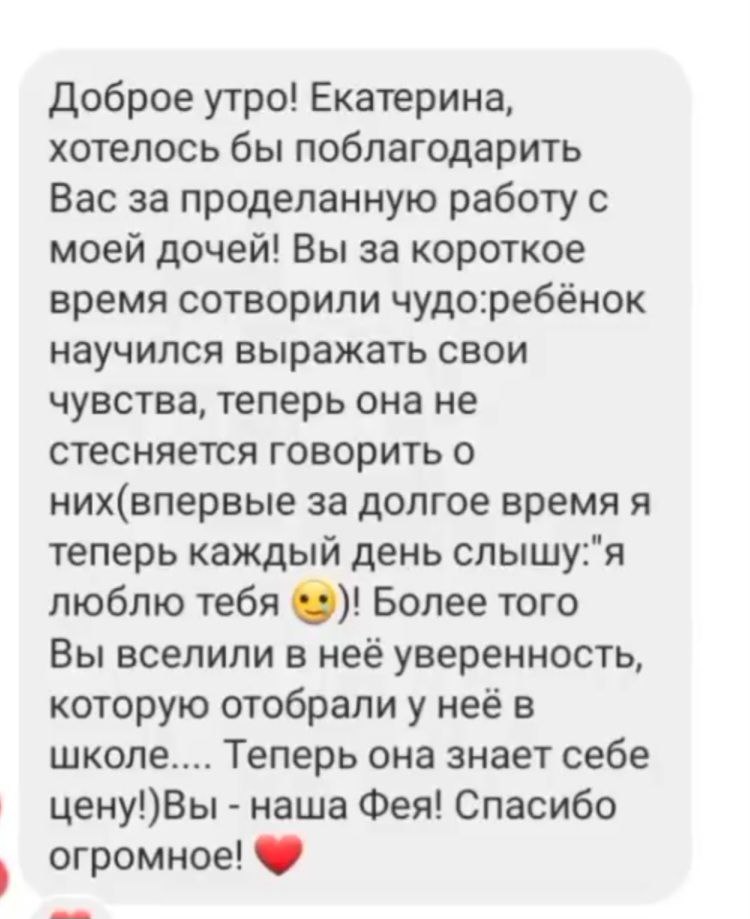 Доброе утро! Екатерина,
хотелось бы поблагодарить
Вас за проделанную работу с
моей дочей! Вы за короткое
время сотворили чудо:ребёнок
научился выражать свои
чувства, теперь она не
стесняется говорить о
них(впервые за долгое время я
теперь каждый день слышу:"я
люблю тебя 🥲)! Более того
Вы вселили в неё уверенность,
которую отобрали у неё в
школе.... Теперь она знает себе
цену!)Вы - наша Фея! Спасибо
огромное! ❤️